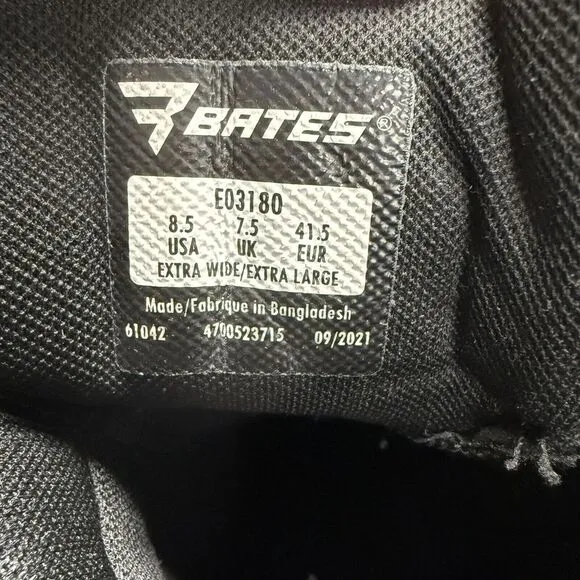 BATES®
E03180
8.5 7.5 41.5
USA UK EUR
EXTRA WIDE/EXTRA LARGE
Made/Fabrique in Bangladesh
61042 4700523715 09/2021